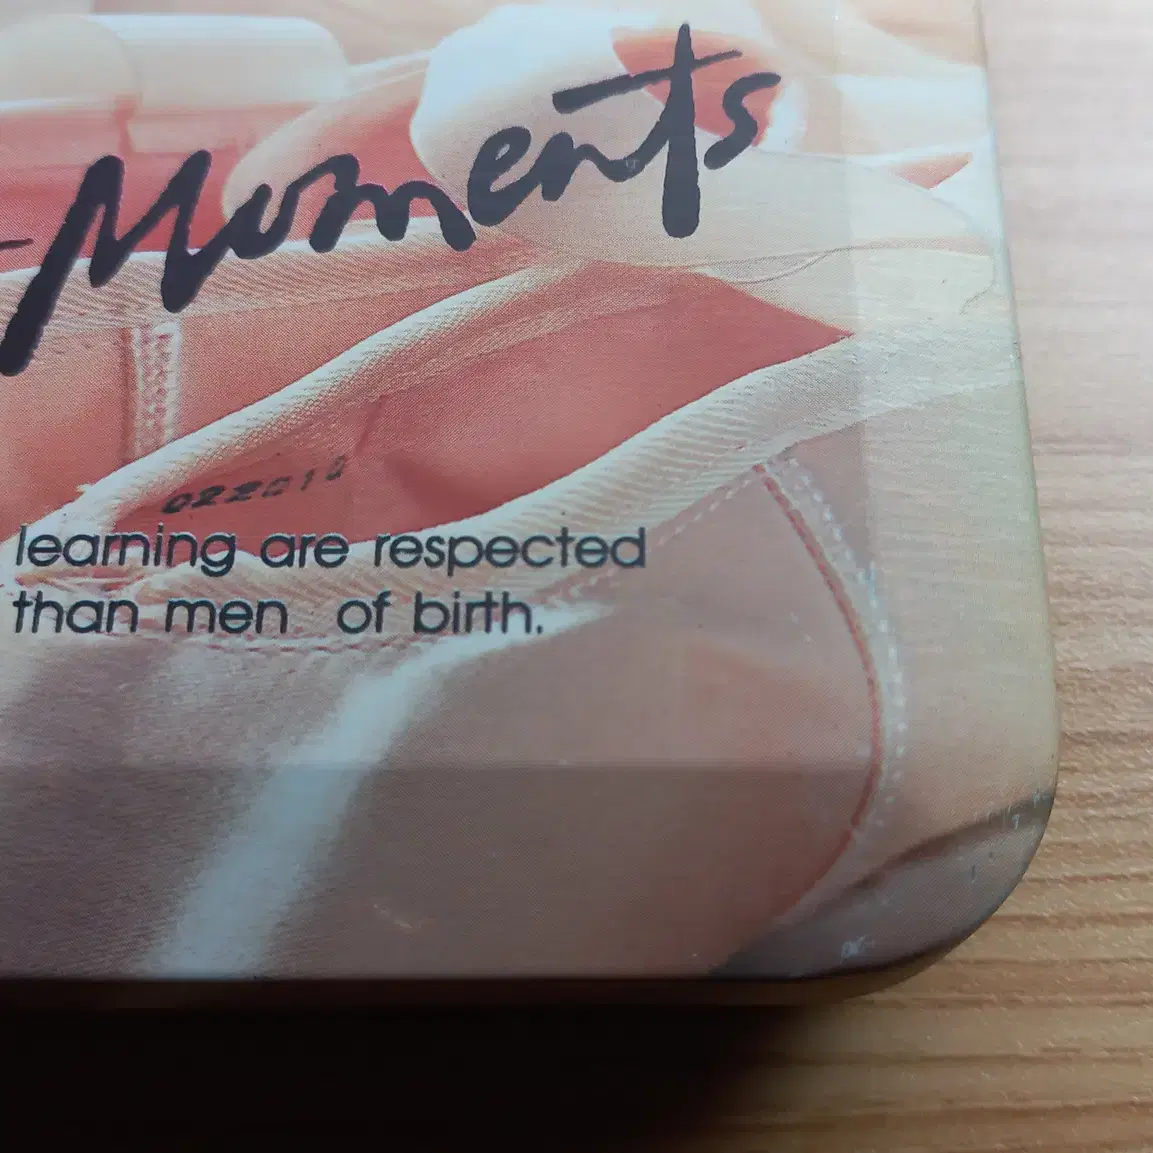 Moments
learning are respected
than men of birth.